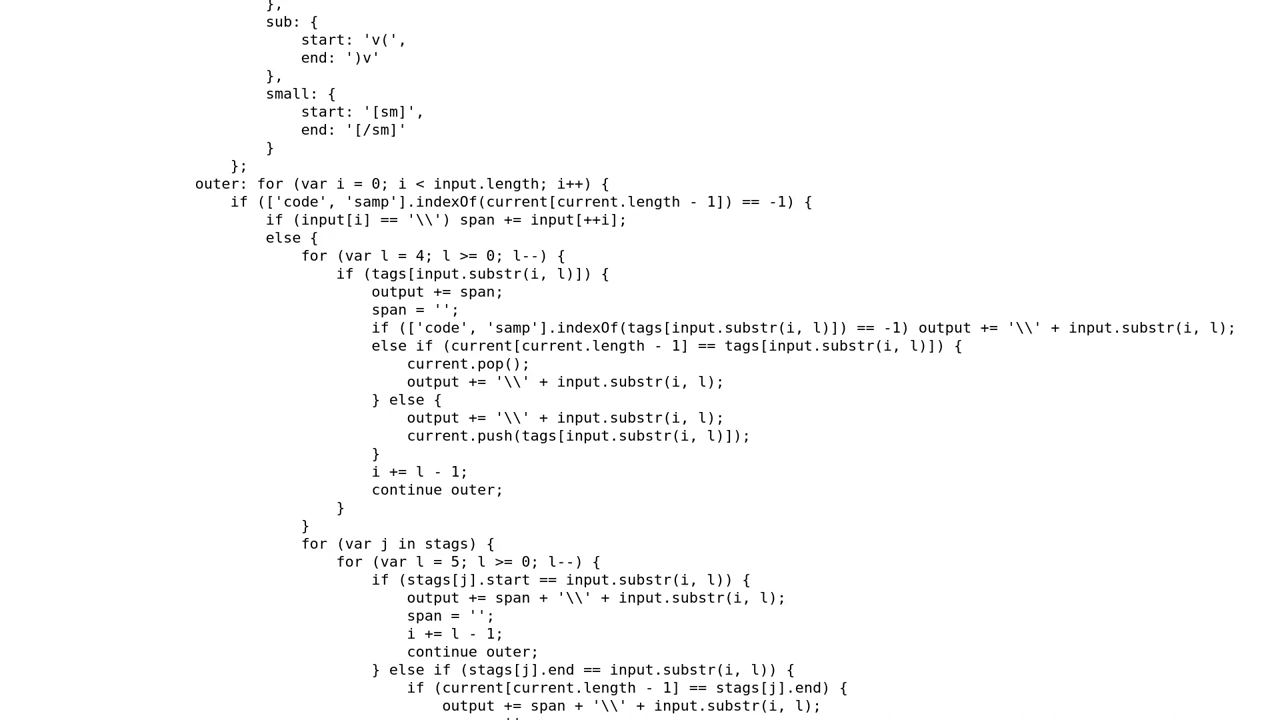 },
sub: {
start: 'v(',
end: ')v'
},
small: {
start: '[sm]',
end: '[/sm]'
}
};
outer: for (var i = 0; i < input.length; i++) {
if (['code', 'samp'].indexOf(current[current.length - 1]) == -1) {
if (input[i] == '\\') span += input[++i];
else {
for (var l = 4; l >= 0; l--) {
if (tags[input.substr(i, l)]) {
output += span;
span = '';
if (['code', 'samp'].indexOf(tags[input.substr(i, l)]) == -1) output += '\\' + input.substr(i, l);
else if (current[current.length - 1] == tags[input.substr(i, l)]) {
current.pop();
output += '\\' + input.substr(i, l);
} else {
output += '\\' + input.substr(i, l);
current.push(tags[input.substr(i, l)]);
}
i += l - 1;
continue outer;
}
}
for (var j in stags) {
for (var l = 5; l >= 0; l--) {
if (stags[j].start == input.substr(i, l)) {
output += span + '\\' + input.substr(i, l);
span = '';
i += l - 1;
continue outer;
} else if (stags[j].end == input.substr(i, l)) {
if (current[current.length - 1] == stags[j].end) {
output += span + '\\' + input.substr(i, l);